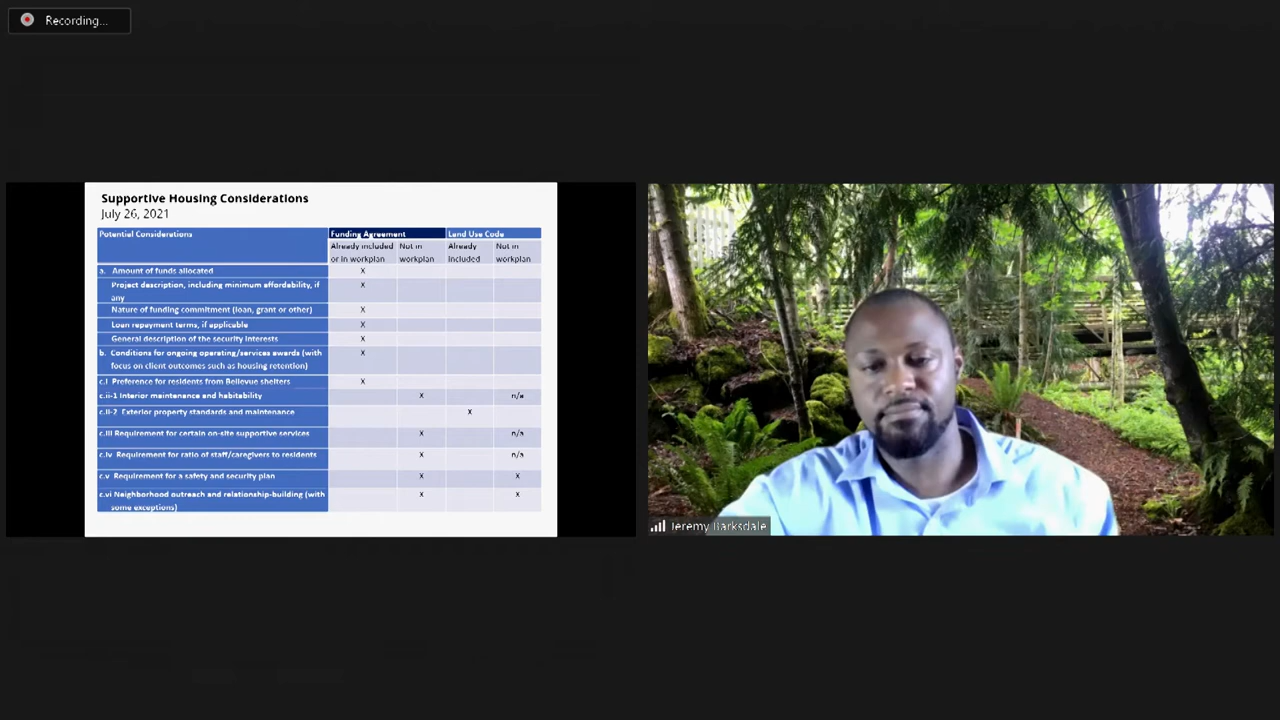 Recording...
Supportive Housing Considerations
July 26, 2021
Potential Considerations
Funding Agreement
Land Use Code
Already included or in workplan
Not in workplan
Already included
Not in workplan
a. Amount of funds allocated X
Project description, including minimum affordability, if X
any
Nature of funding commitment (loan, grant or other) X
Loan repayment terms, if applicable X
General description of the security interests X
b. Conditions for ongoing operating/services awards (with X
focus on client outcomes such as housing retention)
c.i Preference for residents from Bellevue shelters X
c.ii-1 Interior maintenance and habitability X n/a
c.ii-2 Exterior property standards and maintenance X
c.iii Requirement for certain on-site supportive services X n/a
c.iv Requirement for ratio of staff/caregivers to residents X n/a
c.v Requirement for a safety and security plan X X
c.vi Neighborhood outreach and relationship-building (with X X
some exceptions)
Jeremy Barksdale